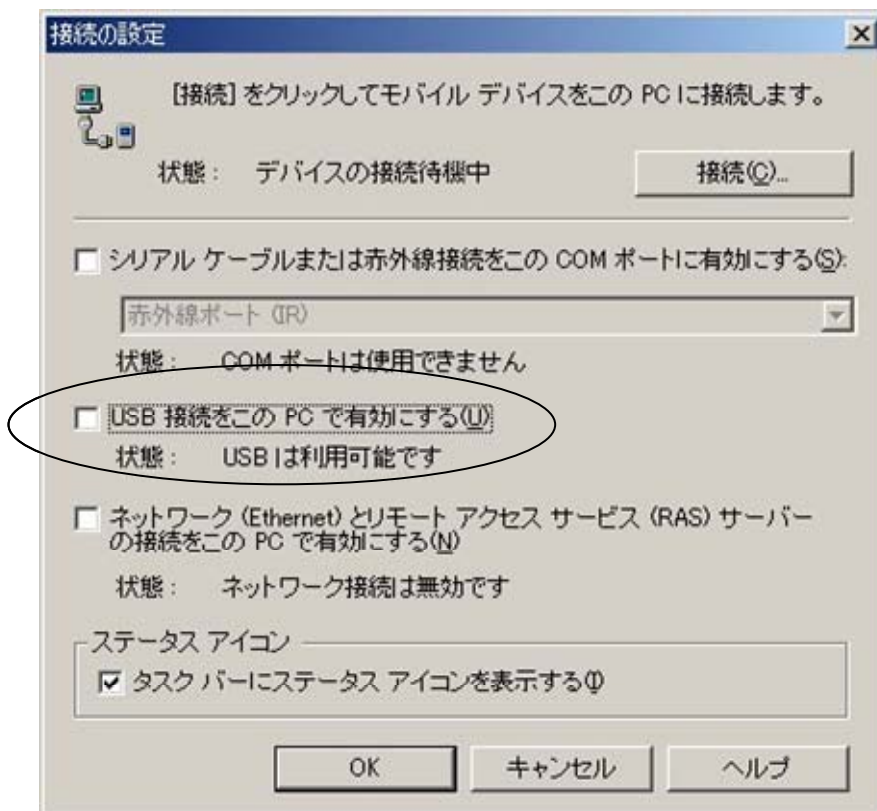 接続の設定
[接続] をクリックしてモバイル デバイスをこの PC に接続します。
状態 : デバイスの接続待機中
接続(C)...
シリアル ケーブルまたは赤外線接続をこの COM ポートに有効にする(S):
赤外線ポート (IR)
状態 : COM ポートは使用できません
USB 接続をこの PC で有効にする(U)
状態 : USB は利用可能です
ネットワーク (Ethernet) とリモート アクセス サービス (RAS) サーバー
の接続をこの PC で有効にする(N)
状態 : ネットワーク接続は無効です
ステータス アイコン
タスク バーにステータス アイコンを表示する(I)
OK
キャンセル
ヘルプ